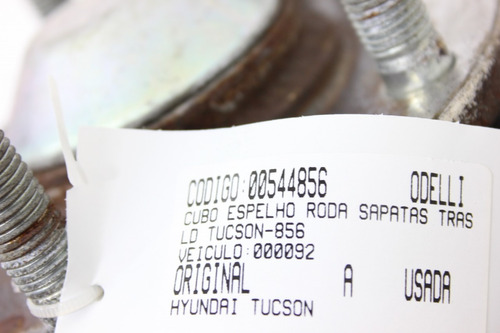 CODIGO:00544856 ODELLI
CUBO ESPELHO RODA SAPATAS TRAS
LD TUCSON-856
VEICULO:000092
ORIGINAL A USADA
HYUNDAI TUCSON